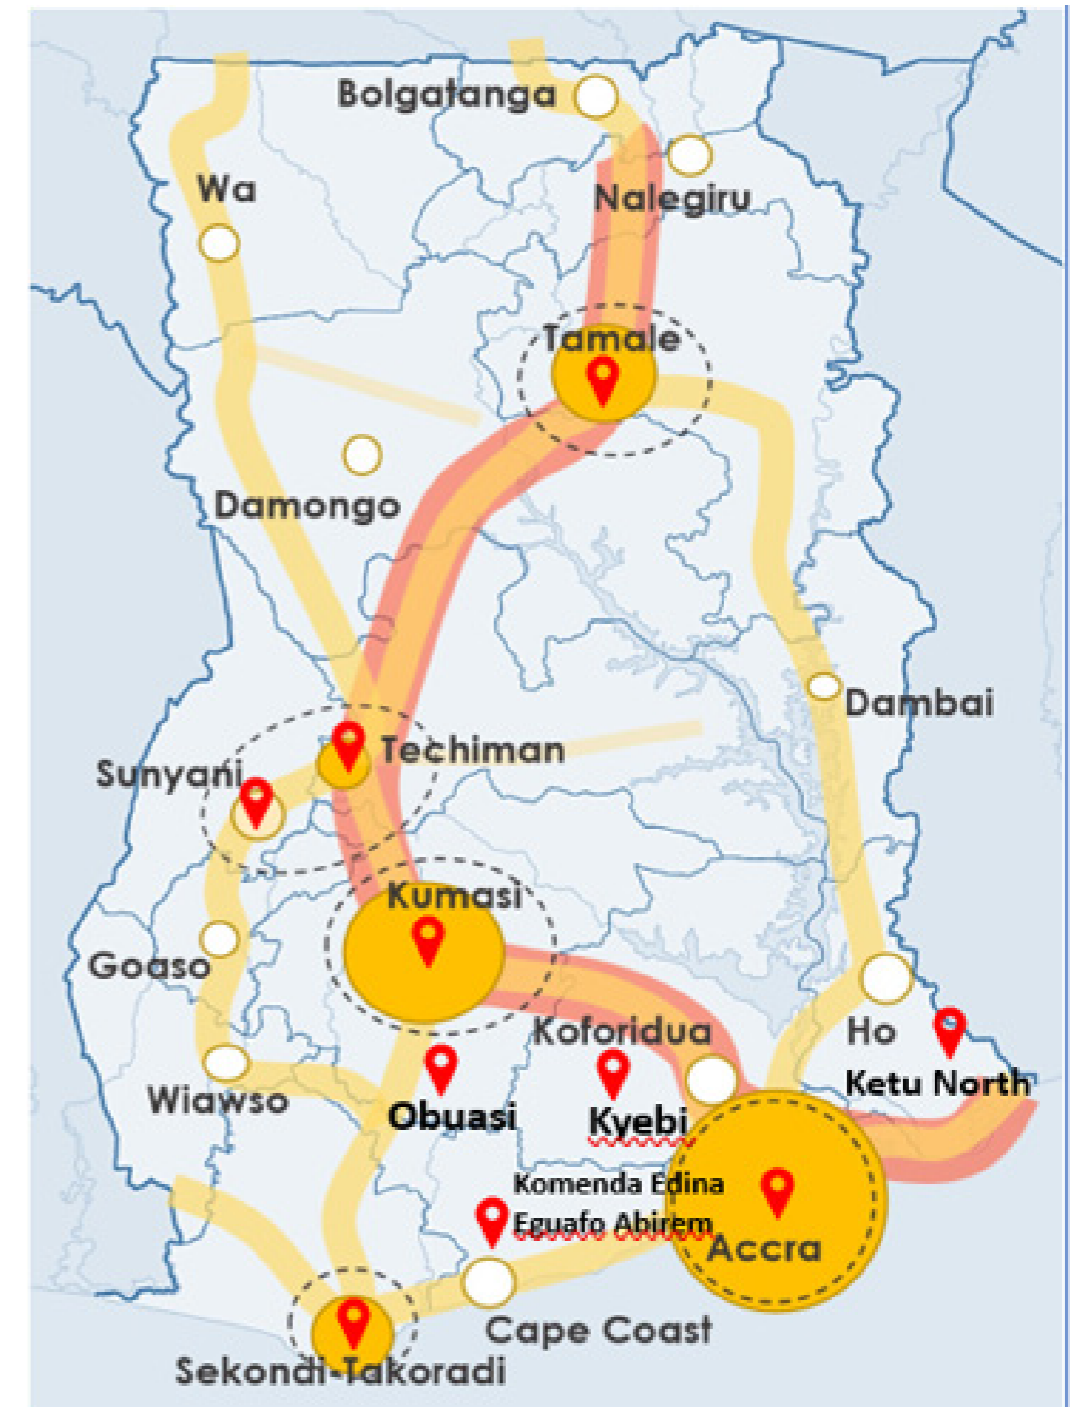 Bolgatanga
Wa
Nalegiru
Tamale
Damongo
Dambai
Techiman
Sunyani
Kumasi
Goaso
Koforidua
Ho
Ketu North
Wiawso
Obuasi
Kyebi
Komenda Edina
Eguafo Abirem
Accra
Cape Coast
Sekondi-Takoradi